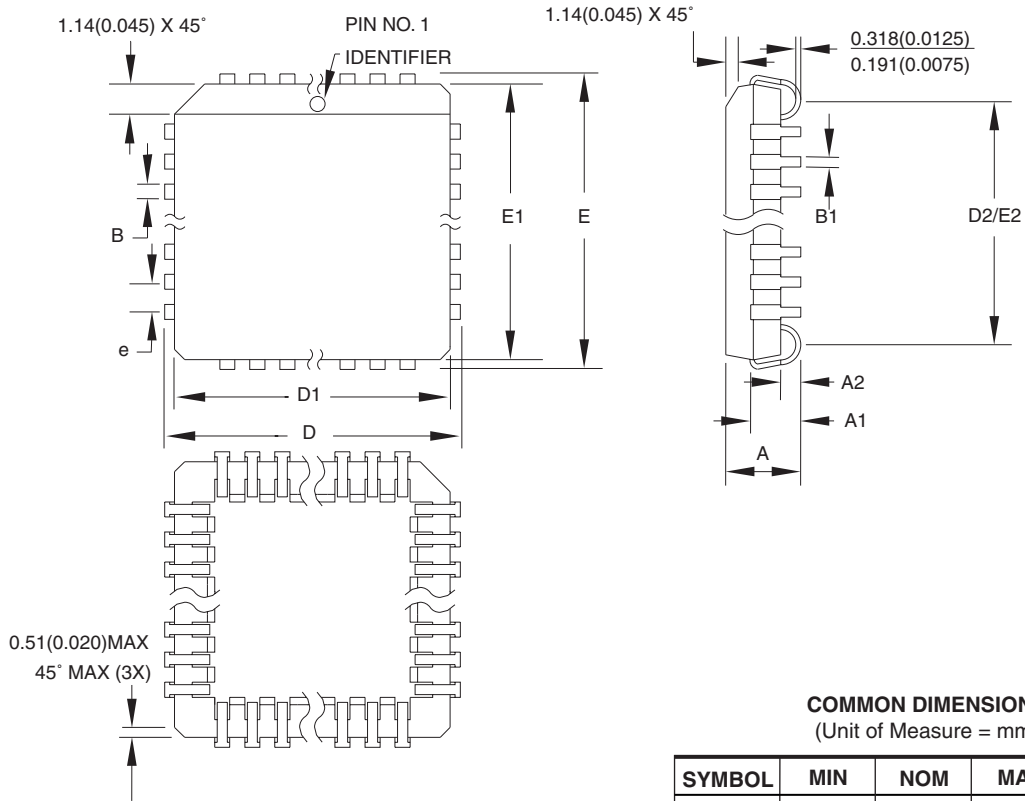 1.14(0.045) X 45°
PIN NO. 1
IDENTIFIER
1.14(0.045) X 45°
0.318(0.0125)
0.191(0.0075)
E1
E
B
e
B1
D2/E2
D1
D
A2
A1
A
0.51(0.020)MAX
45° MAX (3X)
COMMON DIMENSION
(Unit of Measure = mm
SYMBOL MIN NOM MA